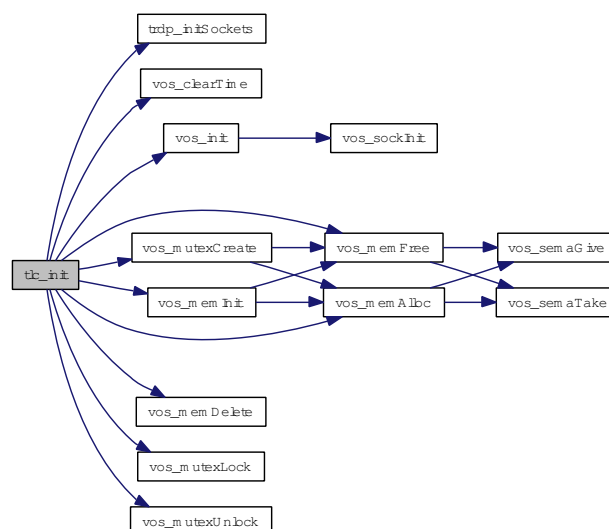 trdp_initSockets
vos_clearTime
vos_init
vos_sockInit
vos_mutexCreate
vos_memFree
vos_semaGive
tlc_init
vos_memInit
vos_memAlloc
vos_semaTake
vos_memDelete
vos_mutexLock
vos_mutexUnlock